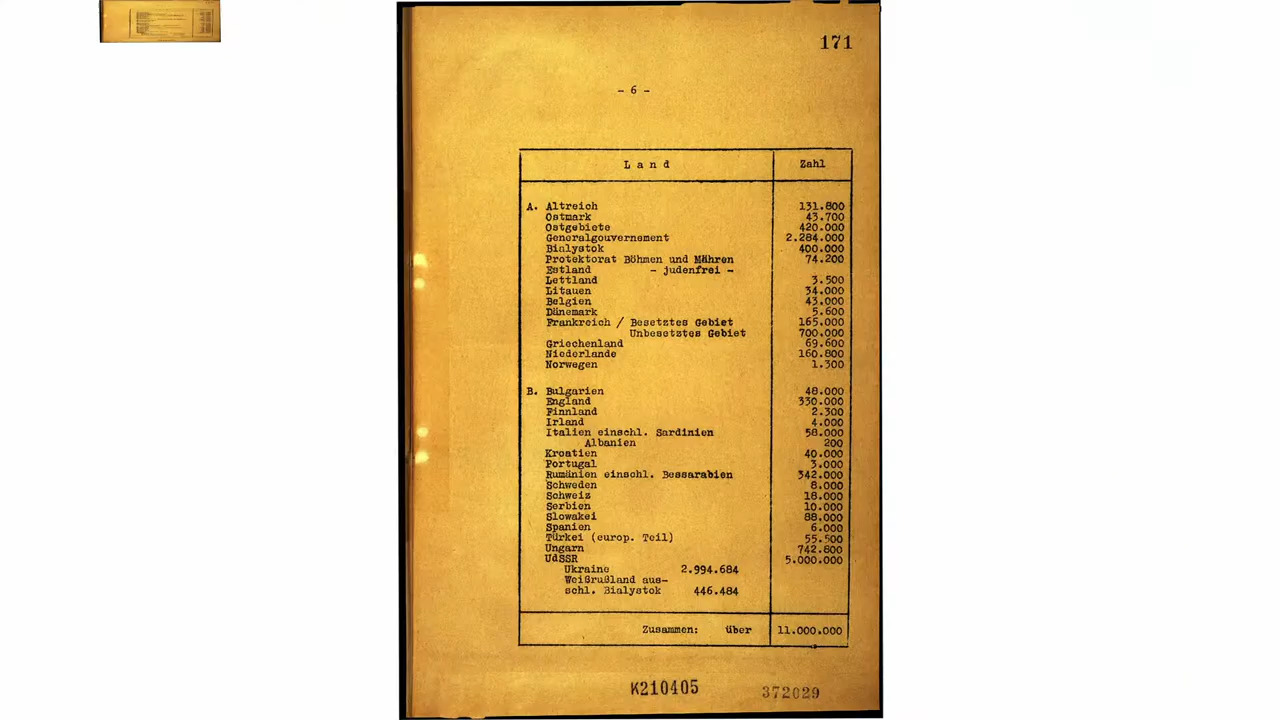 171
- 6 -
Land Zahl
A. Altreich 131.800
Ostmark 43.700
Ostgebiete 420.000
Generalgouvernement 2.284.000
Bialystok 400.000
Protektorat Böhmen und Mähren 74.200
Estland - judenfrei -
Lettland 3.500
Litauen 34.000
Belgien 43.000
Dänemark 5.600
Frankreich / Besetztes Gebiet 165.000
Unbesetztes Gebiet 700.000
Griechenland 69.600
Niederlande 160.800
Norwegen 1.300
B. Bulgarien 48.000
England 330.000
Finnland 2.300
Irland 4.000
Italien einschl. Sardinien 58.000
Albanien 200
Kroatien 40.000
Portugal 3.000
Rumänien einschl. Bessarabien 342.000
Schweden 8.000
Schweiz 18.000
Serbien 10.000
Slowakei 88.000
Spanien 6.000
Türkei (europ. Teil) 55.500
Ungarn 742.800
UdSSR 5.000.000
Ukraine 2.994.684
Weißrußland aus-
schl. Bialystok 446.484
Zusammen: über 11.000.000
K210405 372029